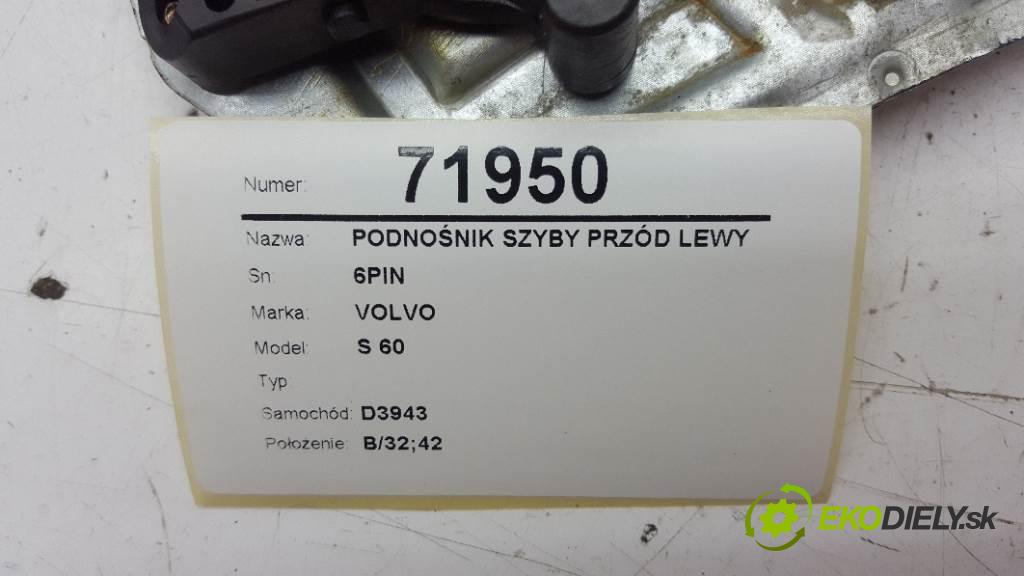 Numer: 71950
Nazwa: PODNOŚNIK SZYBY PRZÓD LEWY
Sn: 6PIN
Marka: VOLVO
Model: S 60
Typ
Samochód: D3943
Położenie: B/32;42
EKODIELY.sk